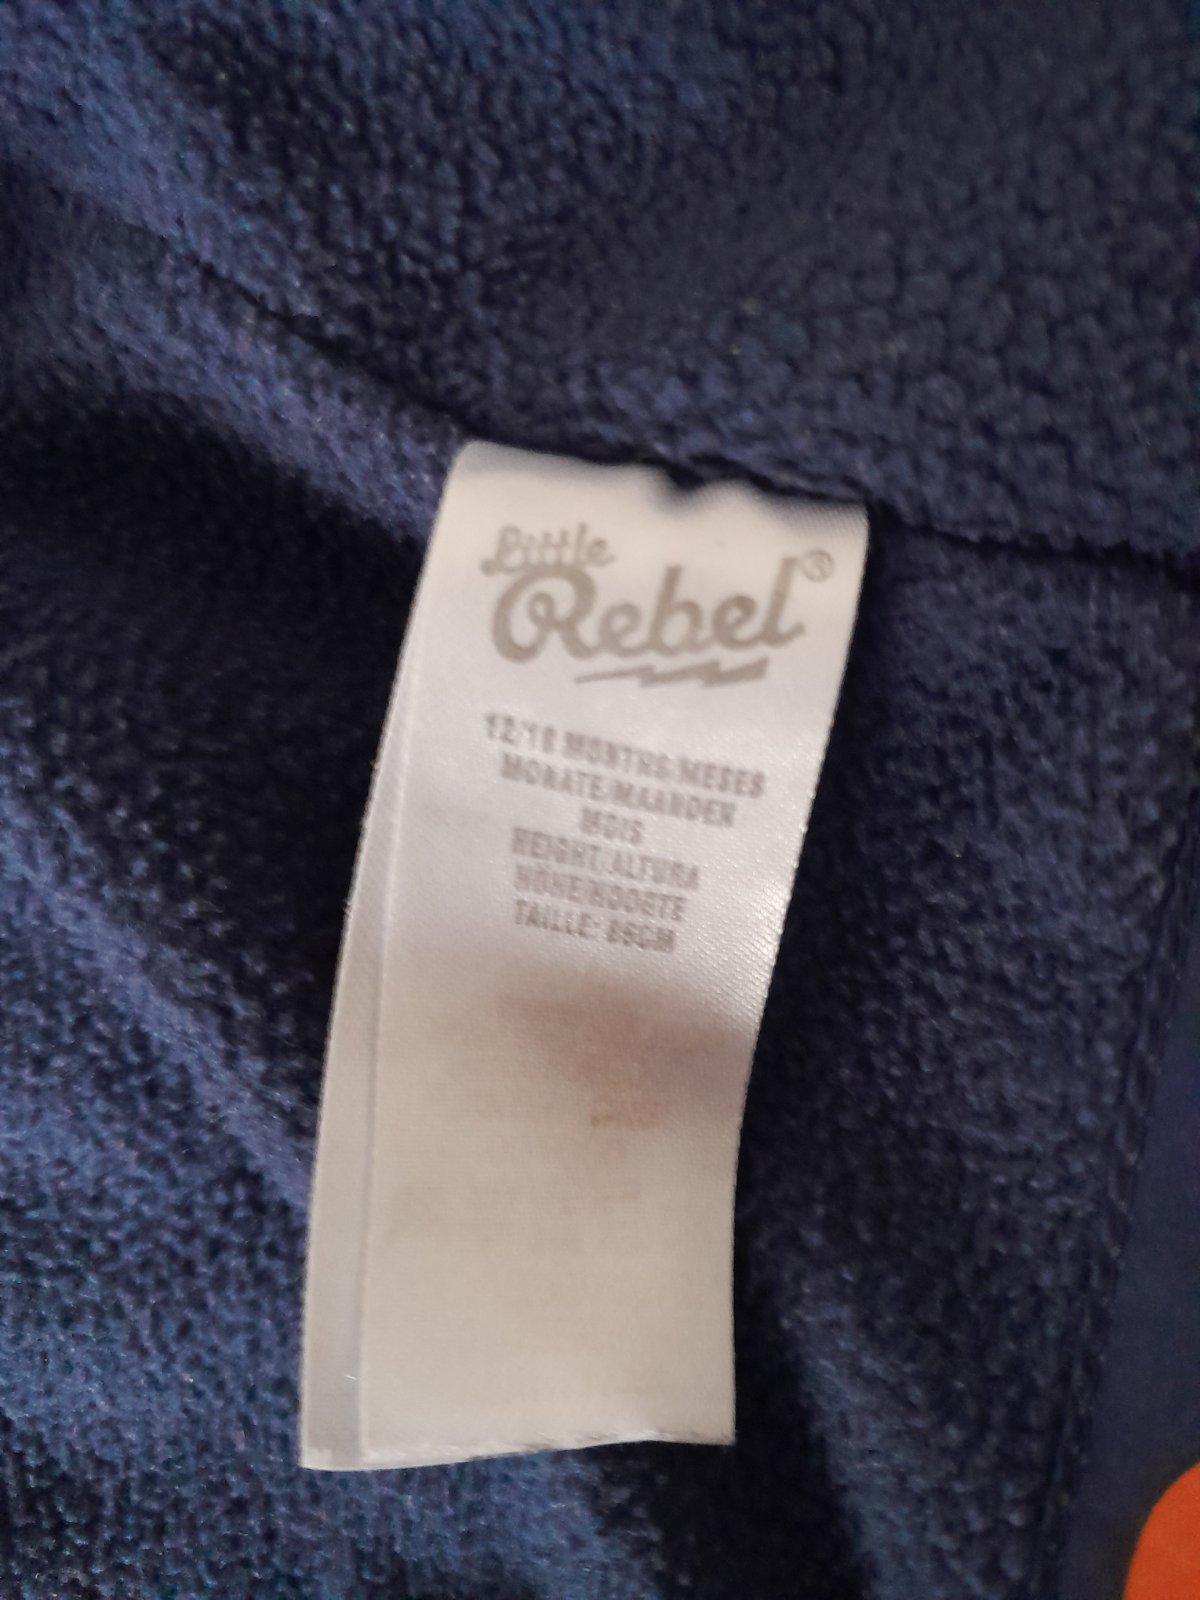 Little
Rebel®
12/18 MONTHS/MESES
MONATE/MAANDEN
MOIS
HEIGHT/ALTURA
HÖHE/HOOGTE
TAILLE: 86CM